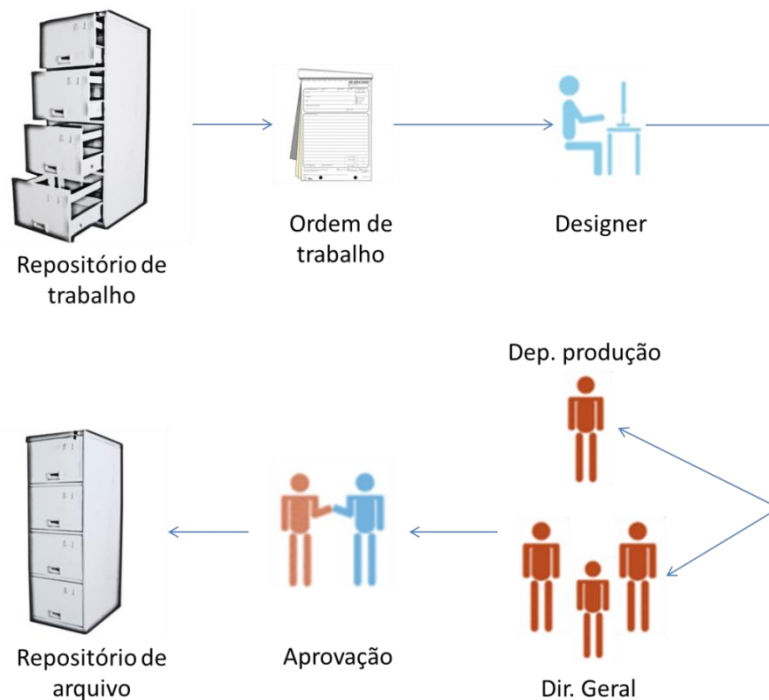 Repositório de
trabalho
Ordem de
trabalho
Designer
Dep. produção
Repositório de
arquivo
Aprovação
Dir. Geral